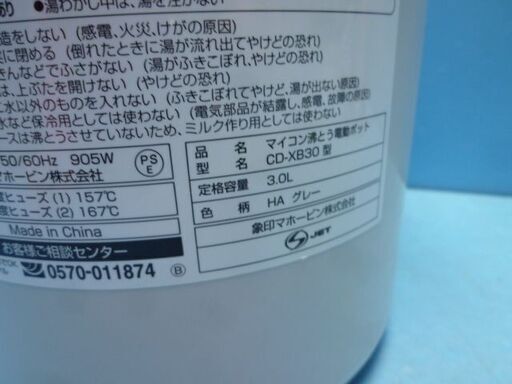 あり ●湯わかし中は、湯を注がない
造をしない (感電、火災、けがの原因)
に閉める (倒れたときに湯が流れ出てやけどの恐れ)
きんなどでふさがない (湯がふきこぼれ、やけどの恐れ)
は、上ぶたを開けない (やけどの恐れ)
水以外のものを入れない (ふきこぼれてやけど、湯が出ない原因)
水など保冷用としては使わない (電気部品が結露し、感電、故障の原因)
ースは沸とうさせていないため、ミルク作り用としては使わない
50/60Hz 905W
PS E
マホービン株式会社
度ヒューズ (1) 157℃
度ヒューズ (2) 167℃
Made in China
お客様ご相談センター
0570-011874 Ⓑ
品名 マイコン沸とう電動ポット
型名 CD-XB30 型
定格容量 3.0L
色柄 HA グレー
象印マホービン株式会社
JET